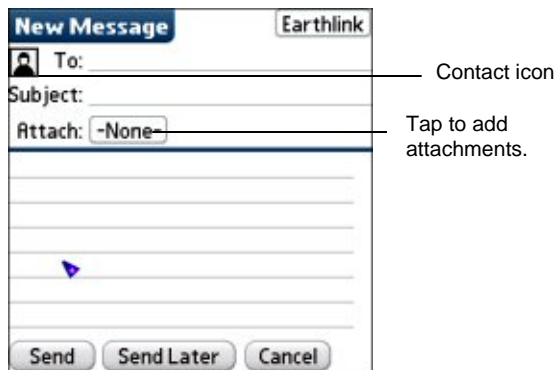 New Message Earthlink
To:
Contact icon
Subject:
Attach: -None-
Tap to add
attachments.
Send Send Later Cancel